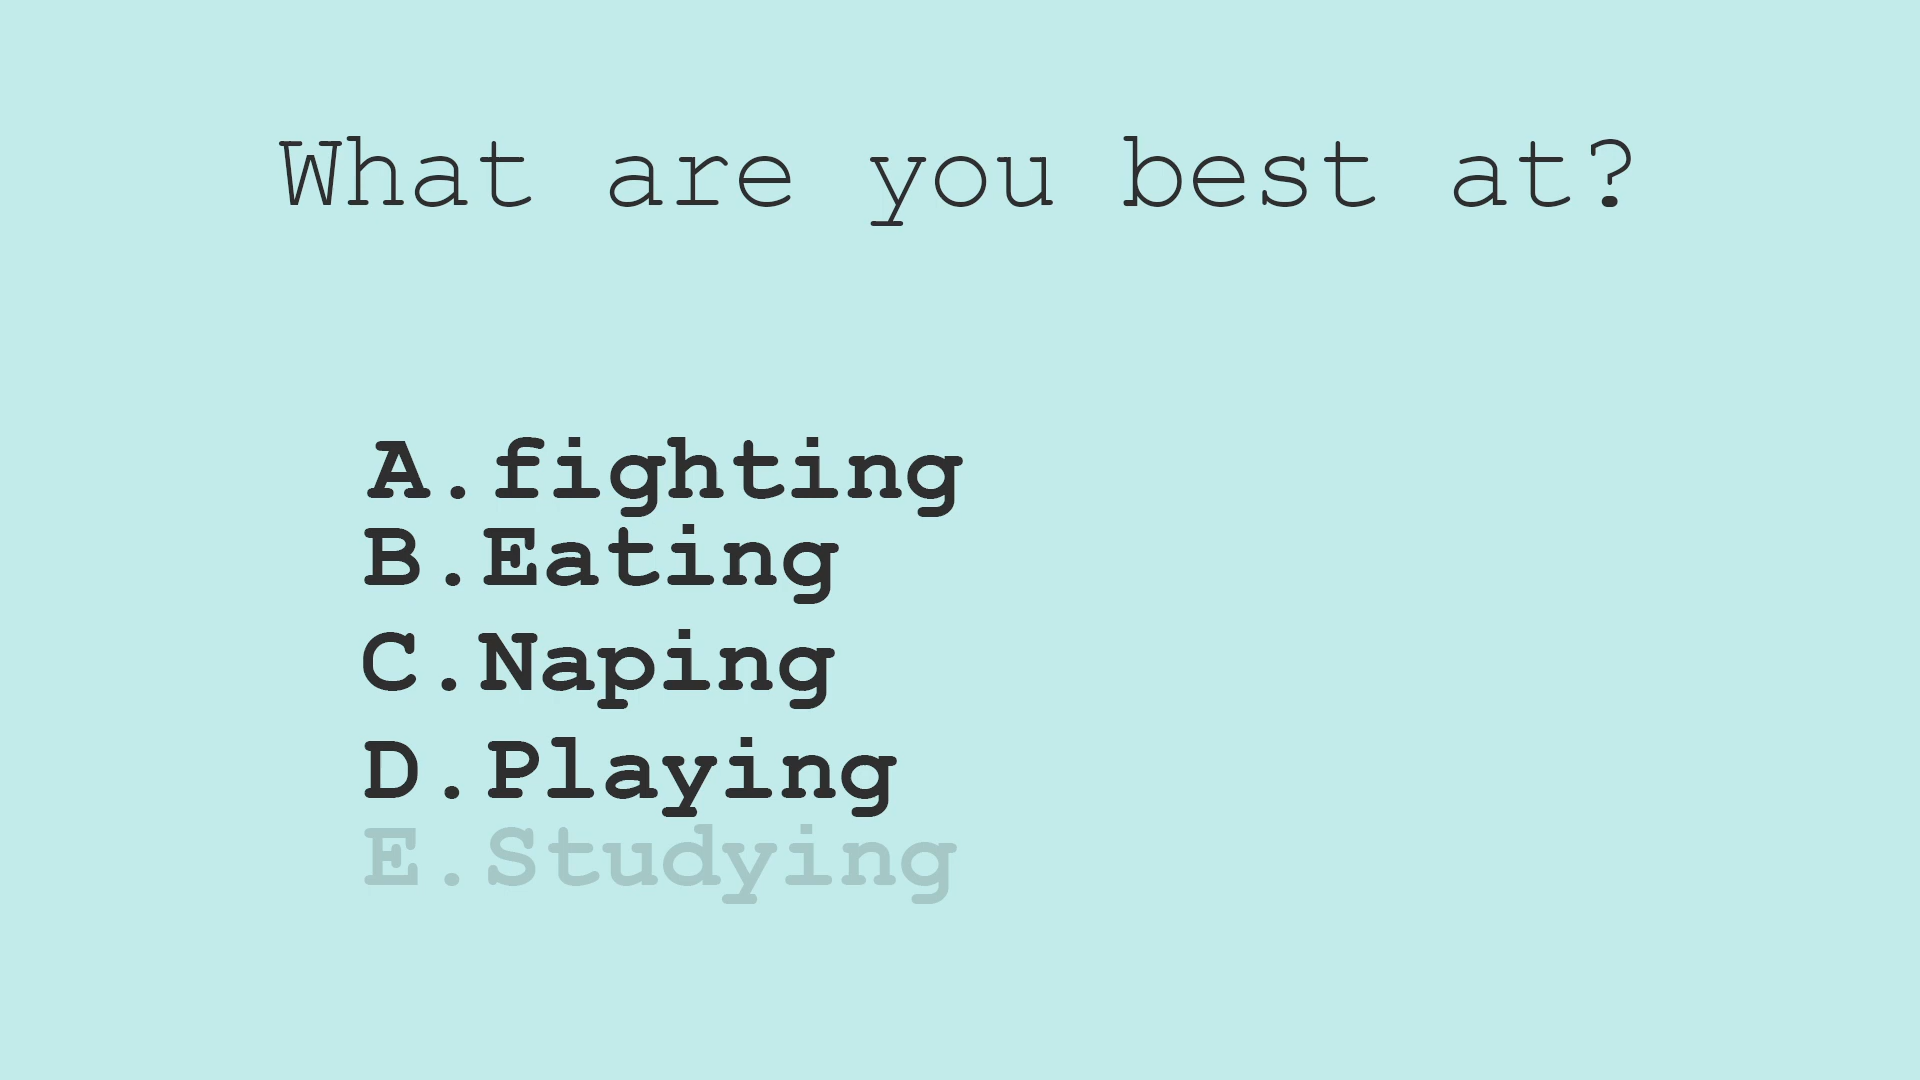 What are you best at?
A.fighting
B.Eating
C.Naping
D.Playing
E.Studying